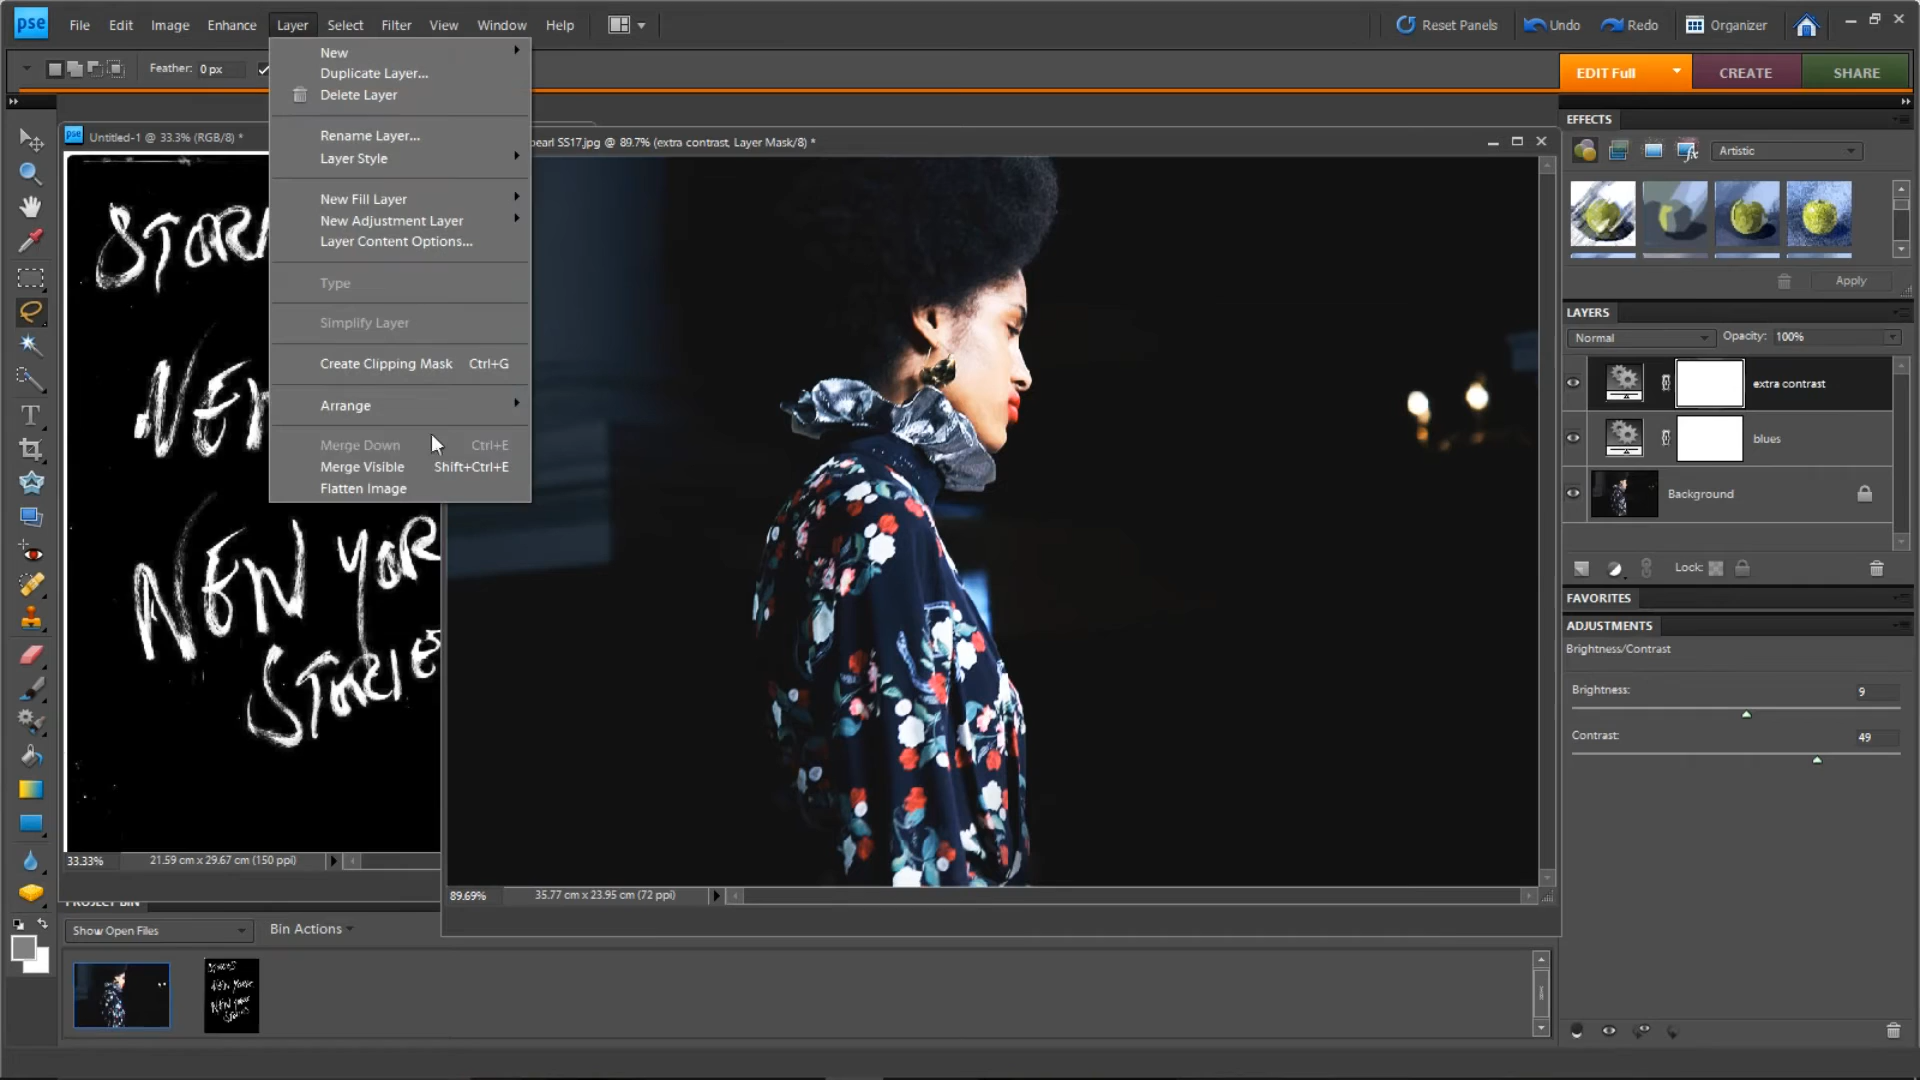 pse File Edit Image Enhance Layer Select Filter View Window Help Reset Panels Undo Redo Organizer
Feather: 0 px
EDIT Full CREATE SHARE
New
Duplicate Layer...
Delete Layer
Rename Layer...
Layer Style
New Fill Layer
New Adjustment Layer
Layer Content Options...
Type
Simplify Layer
Create Clipping Mask Ctrl+G
Arrange
Merge Down Ctrl+E
Merge Visible Shift+Ctrl+E
Flatten Image
pse Untitled-1 @ 33.3% (RGB/8) *
NEW YOR
STORIE
33.33% 21.59 cm x 29.67 cm (150 ppi)
pearl SS17.jpg @ 89.7% (extra contrast, Layer Mask/8) *
89.69% 35.77 cm x 23.95 cm (72 ppi)
PROJECT BIN
Show Open Files Bin Actions
EFFECTS
Artistic
Apply
LAYERS
Normal Opacity: 100%
extra contrast
blues
Background
Lock:
FAVORITES
ADJUSTMENTS
Brightness/Contrast
Brightness: 9
Contrast: 49